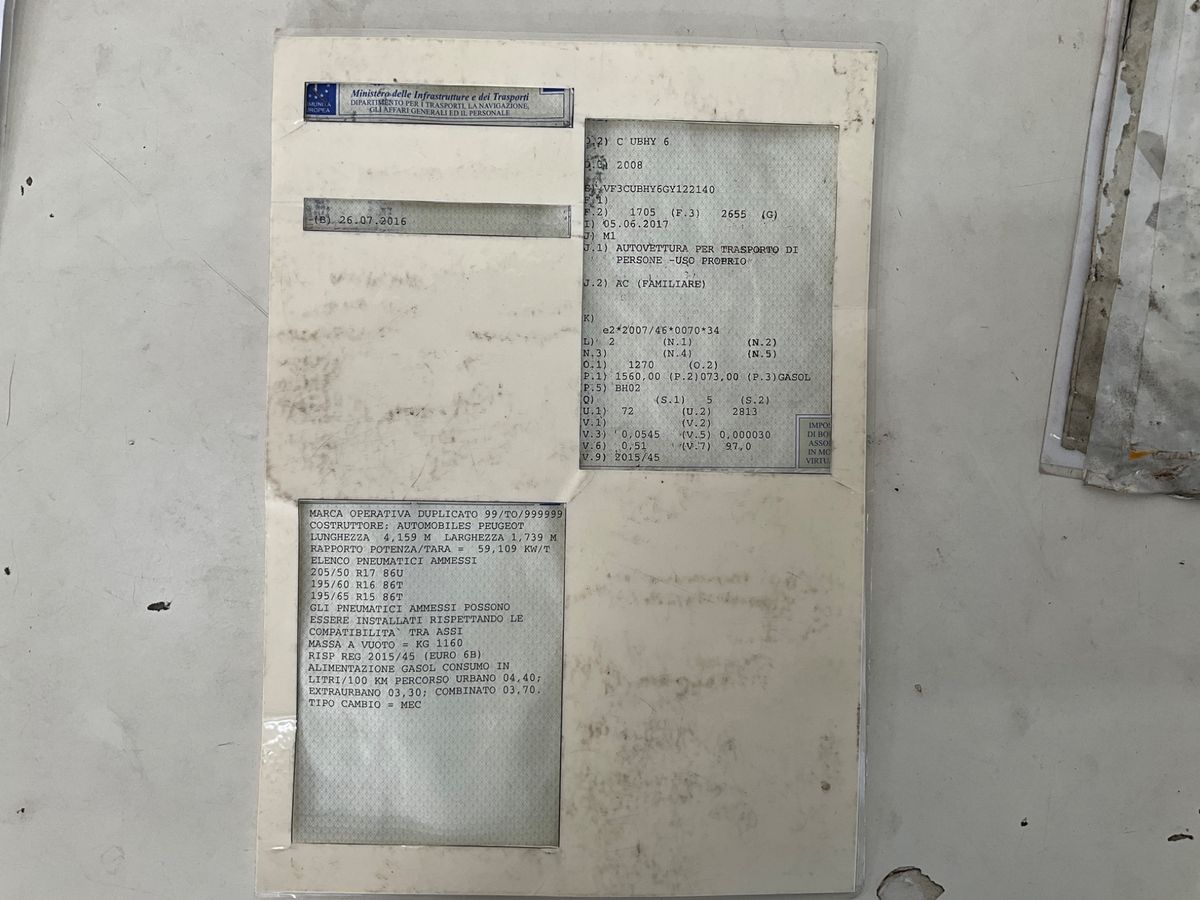 Ministero delle Infrastrutture e dei Trasporti
DIPARTIMENTO PER I TRASPORTI, LA NAVIGAZIONE,
GLI AFFARI GENERALI ED IL PERSONALE
(B) 26.07.2016
D.2) C UBHY 6
2008
VF3CUBHY6GY122140
F.1)
F.2) 1705 (F.3) 2655 (G)
I) 05.06.2017
J) M1
J.1) AUTOVETTURA PER TRASPORTO DI
PERSONE -USO PROPRIO
J.2) AC (FAMILIARE)
K)
e2*2007/46*0070*34
L) 2 (N.1) (N.2)
N.3) (N.4) (N.5)
O.1) 1270 (O.2)
P.1) 1560,00 (P.2)073,00 (P.3)GASOL
P.5) BH02
Q) (S.1) 5 (S.2)
U.1) 72 (U.2) 2813
V.1) (V.2)
V.3) 0,0545 (V.5) 0,000030
V.6) 0,51 (V.7) 97,0
V.9) 2015/45
MARCA OPERATIVA DUPLICATO 99/TO/999999
COSTRUTTORE: AUTOMOBILES PEUGEOT
LUNGHEZZA 4,159 M LARGHEZZA 1,739 M
RAPPORTO POTENZA/TARA = 59,109 KW/T
ELENCO PNEUMATICI AMMESSI
205/50 R17 86U
195/60 R16 86T
195/65 R15 86T
GLI PNEUMATICI AMMESSI POSSONO
ESSERE INSTALLATI RISPETTANDO LE
COMPATIBILITA` TRA ASSI
MASSA A VUOTO = KG 1160
RISP REG 2015/45 (EURO 6B)
ALIMENTAZIONE GASOL CONSUMO IN
LITRI/100 KM PERCORSO URBANO 04,40;
EXTRAURBANO 03,30; COMBINATO 03,70.
TIPO CAMBIO = MEC